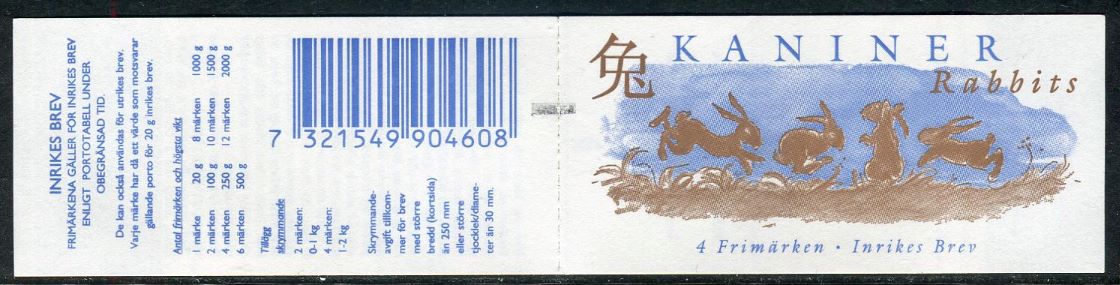 INRIKES BREV
FRIMÄRKENA GÄLLER FÖR INRIKES BREV
ENLIGT PORTOTABELL UNDER
OBEGRÄNSAD TID.
De kan också användas för utrikes brev.
Varje märke har då ett värde som motsvarar
gällande porto för 20 g inrikes brev.
Antal frimärken och högsta vikt
1 märke 20 g 8 märken 1000 g
2 märken 100 g 10 märken 1500 g
4 märken 250 g 12 märken 2000 g
6 märken 500 g
Tillägg
skrymmande
2 märken:
0-1 kg
4 märken:
1-2 kg
Skrymmande-
avgift tillkom-
mer för brev
med större
bredd (kortsida)
än 250 mm
eller större
tjocklek/diame-
ter än 30 mm.
7 321549 904608
兔 KANINER
Rabbits
4 Frimärken · Inrikes Brev